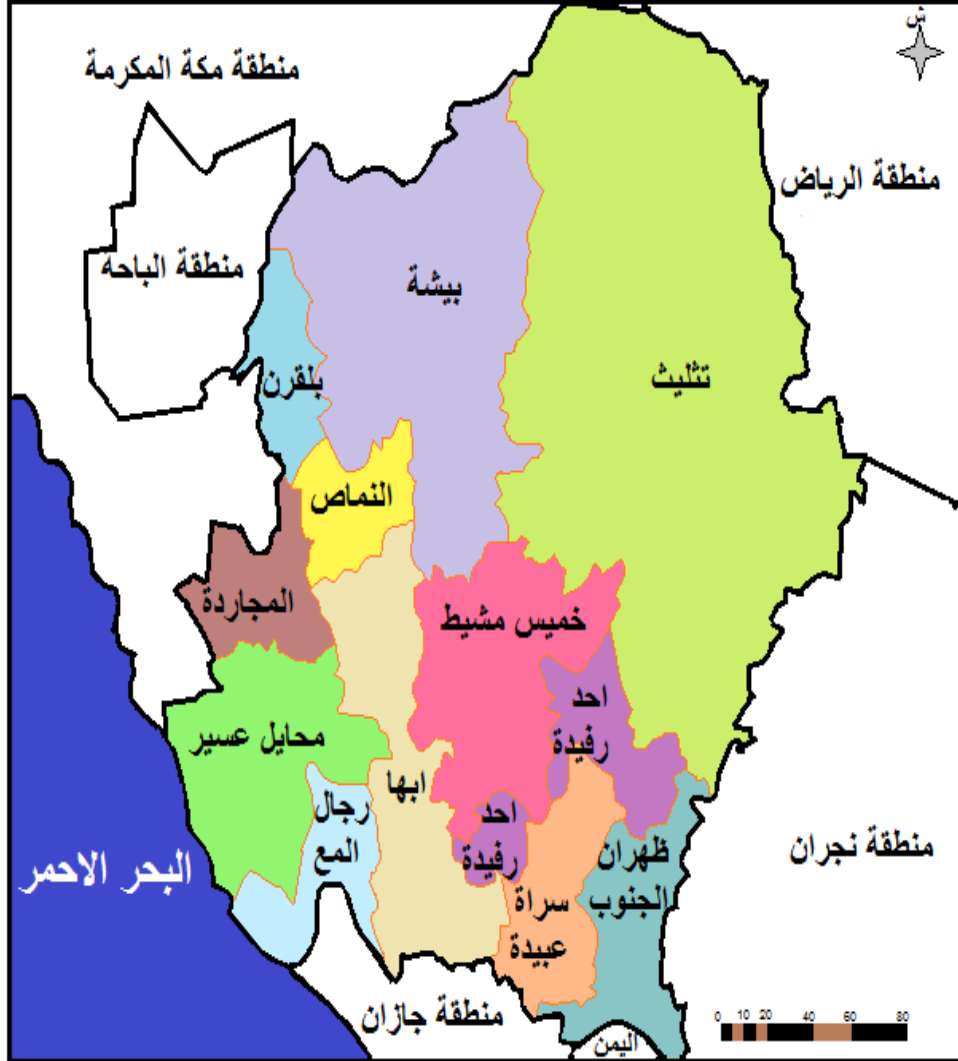 ش
منطقة مكة المكرمة
منطقة الرياض
منطقة الباحة
بيشة
بلقرن
تثليث
النماص
المجاردة
خميس مشيط
احد
رفيدة
محايل عسير
ابها
رجال
المع
احد
رفيدة
ظهران
الجنوب
منطقة نجران
البحر الاحمر
سراة
عبيدة
منطقة جازان
اليمن
0 10 20 40 60 80